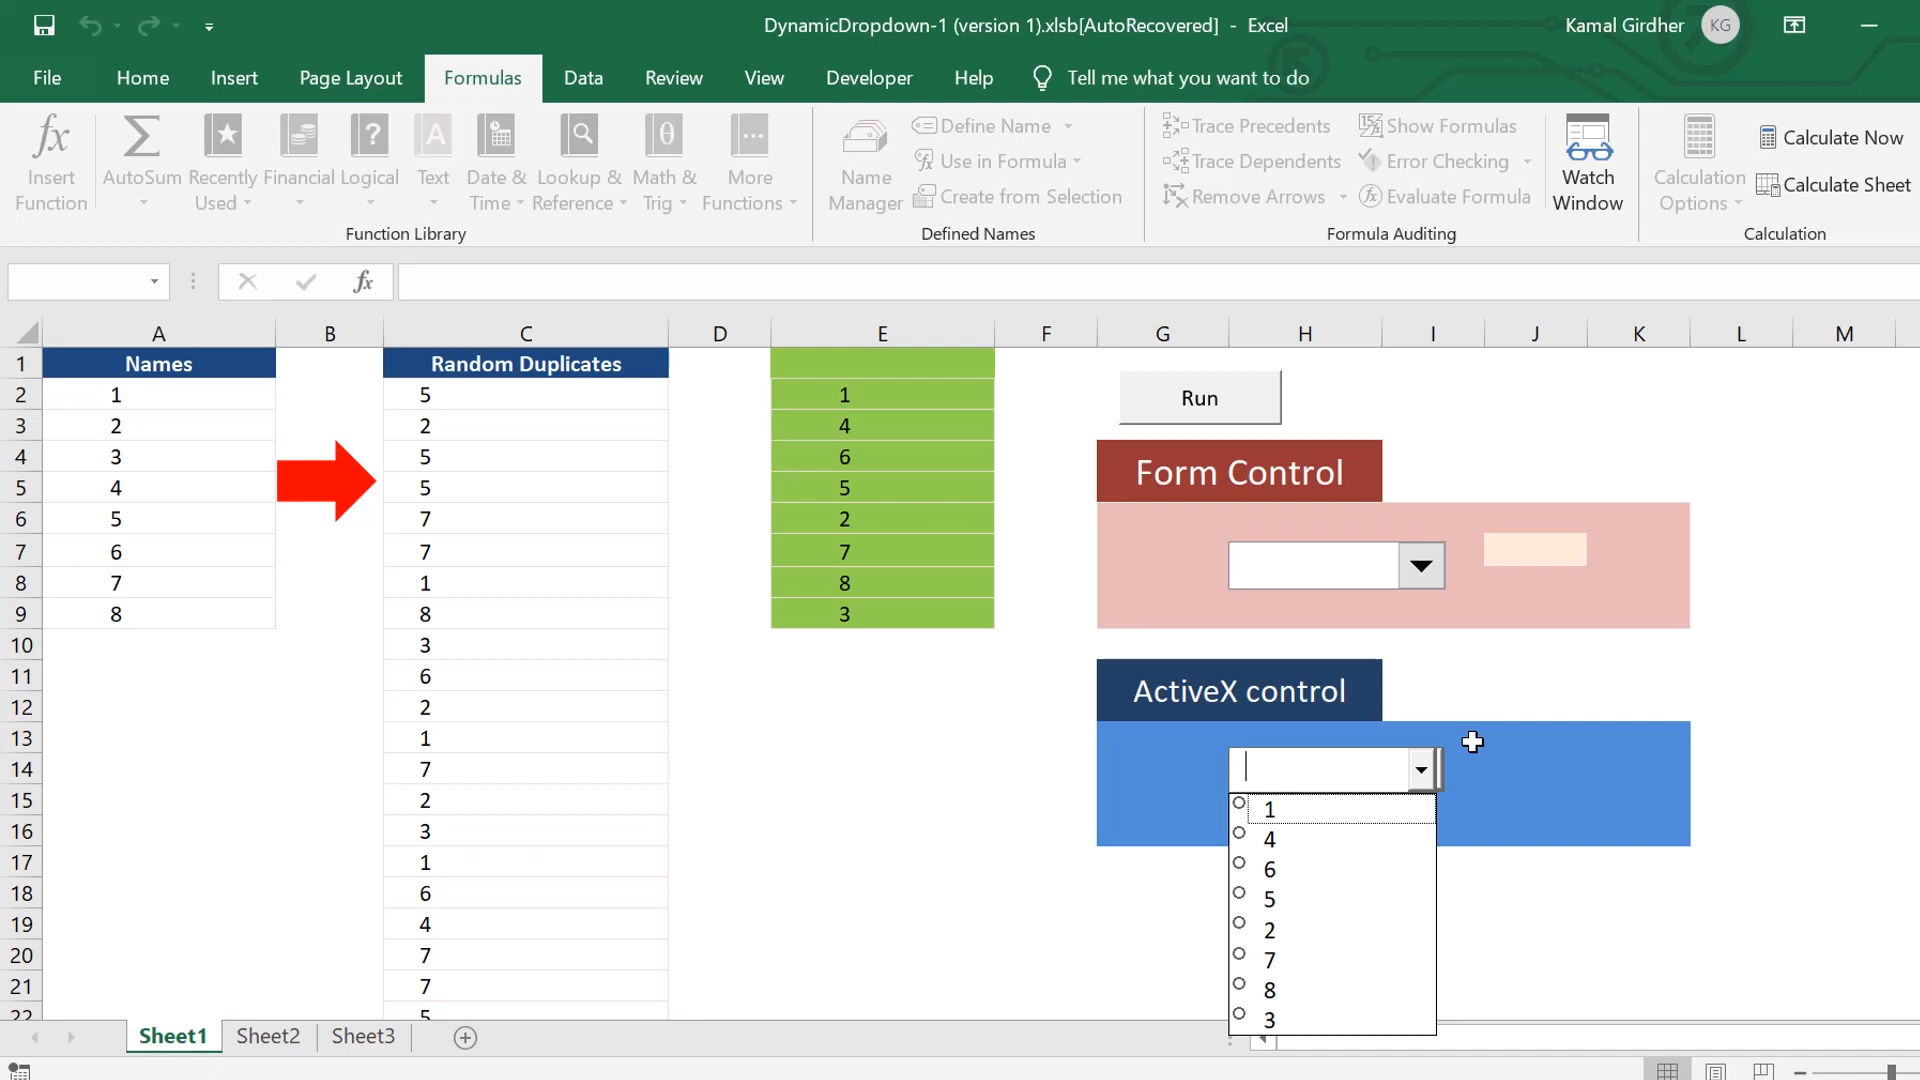 DynamicDropdown-1 (version 1).xlsb[AutoRecovered] - Excel
Kamal Girdher KG
File Home Insert Page Layout Formulas Data Review View Developer Help Tell me what you want to do
fx Insert Function
AutoSum
Recently Used
Financial
Logical
Text
Date & Time
Lookup & Reference
Math & Trig
More Functions
Function Library
Name Manager
Define Name
Use in Formula
Create from Selection
Defined Names
Trace Precedents
Trace Dependents
Remove Arrows
Show Formulas
Error Checking
Evaluate Formula
Formula Auditing
Watch Window
Calculation Options
Calculate Now
Calculate Sheet
Calculation
fx
A B C D E F G H I J K L M
1 Names Random Duplicates
2 1 5 1
3 2 2 4
4 3 5 6
5 4 5 5
6 5 7 2
7 6 7 7
8 7 1 8
9 8 8 3
10 3
11 6
12 2
13 1
14 7
15 2
16 3
17 1
18 6
19 4
20 7
21 7
22 5
Run
Form Control
ActiveX control
1
4
6
5
2
7
8
3
Sheet1 Sheet2 Sheet3